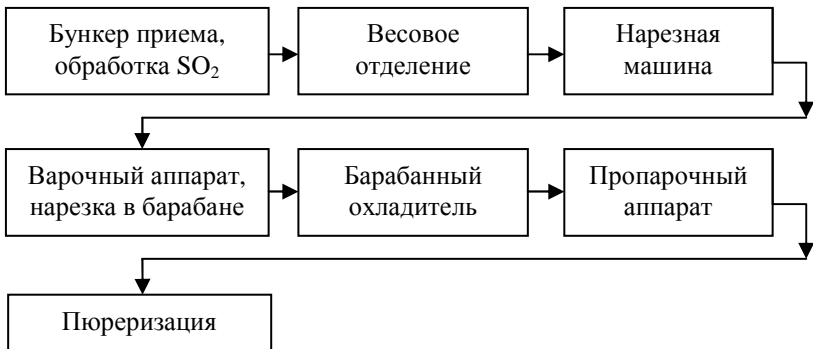 Бункер приема,
обработка SO₂
Весовое
отделение
Нарезная
машина
Варочный аппарат,
нарезка в барабане
Барабанный
охладитель
Пропарочный
аппарат
Пюреризация